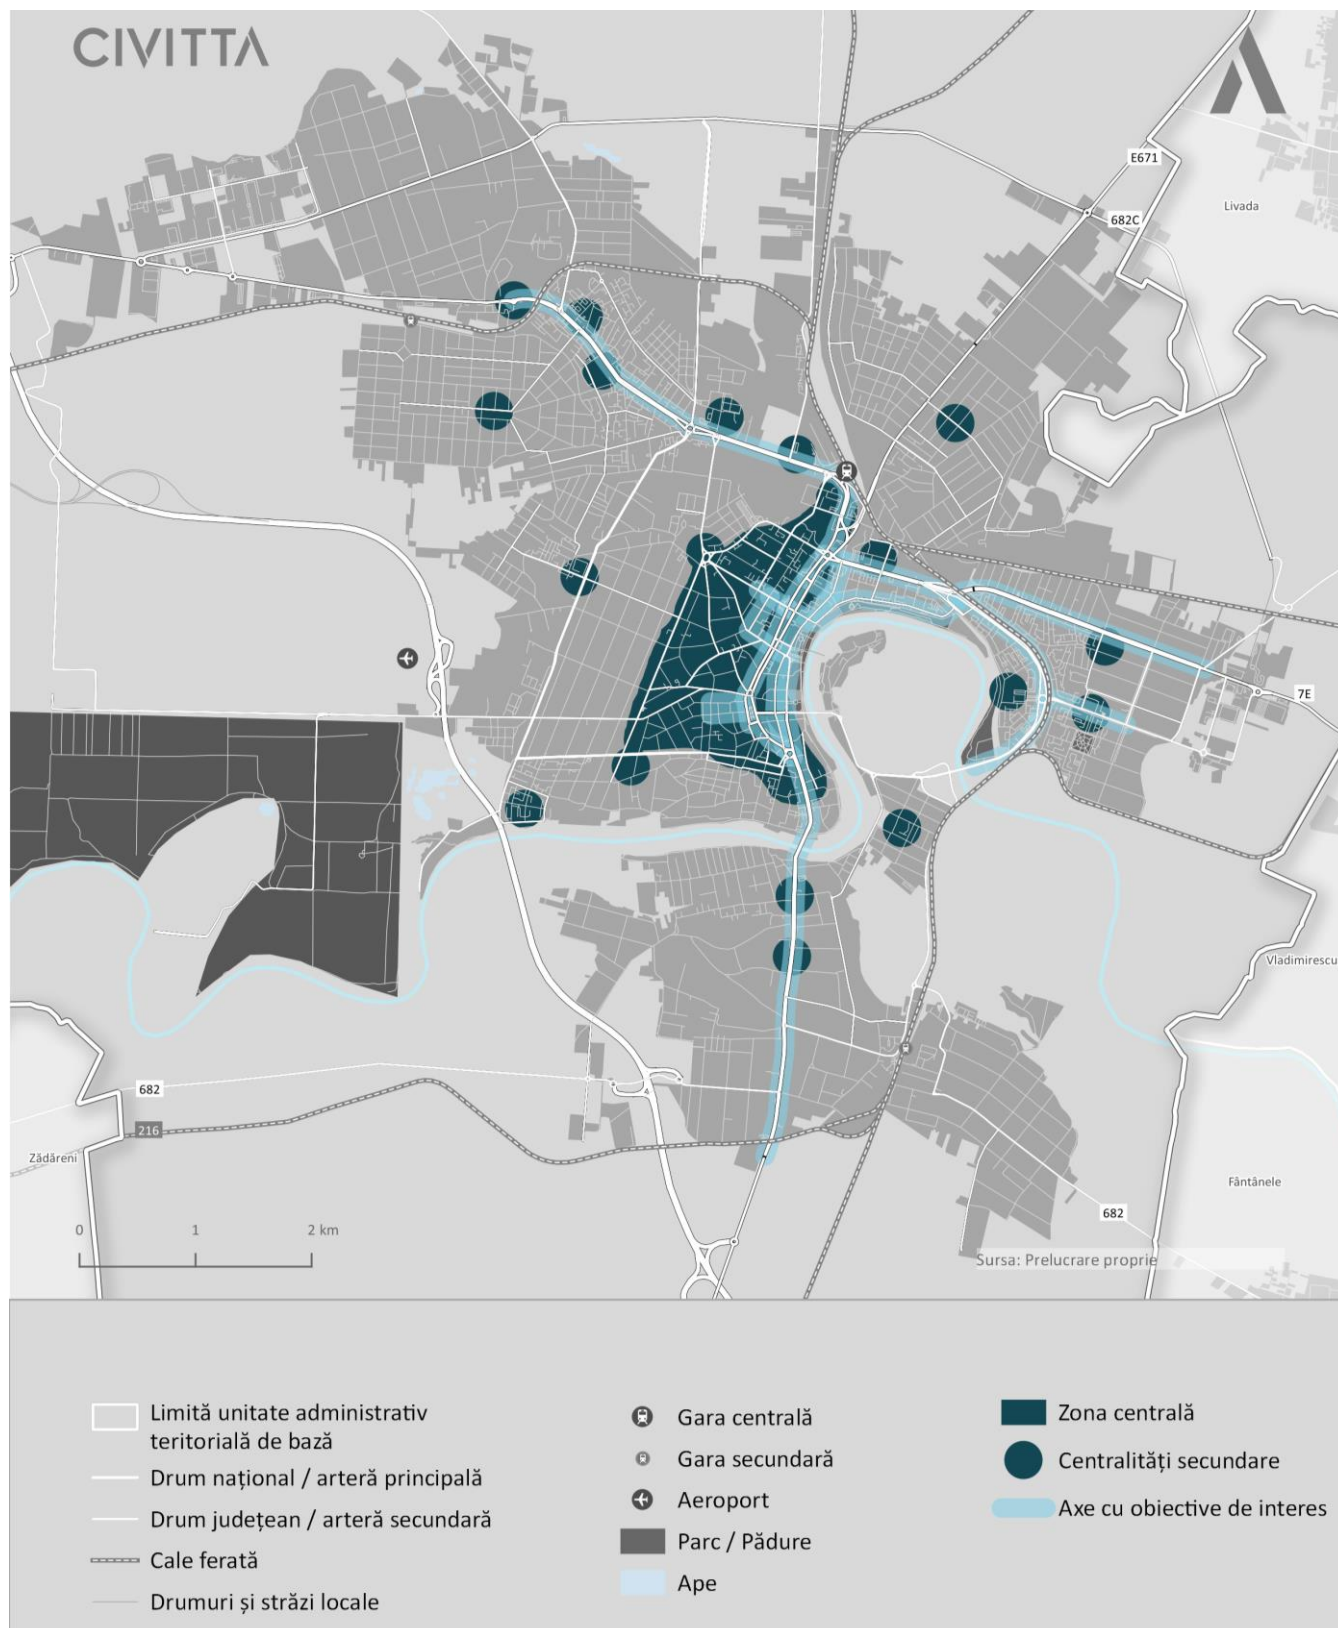 CIVITTA
E671
682C
Livada
7E
Vladimirescu
682
216
Zădăreni
Fântânele
682
0 1 2 km
Sursa: Prelucrare proprie
Limită unitate administrativ
teritorială de bază
Drum național / arteră principală
Drum județean / arteră secundară
Cale ferată
Drumuri și străzi locale
Gara centrală
Gara secundară
Aeroport
Parc / Pădure
Ape
Zona centrală
Centralități secundare
Axe cu obiective de interes